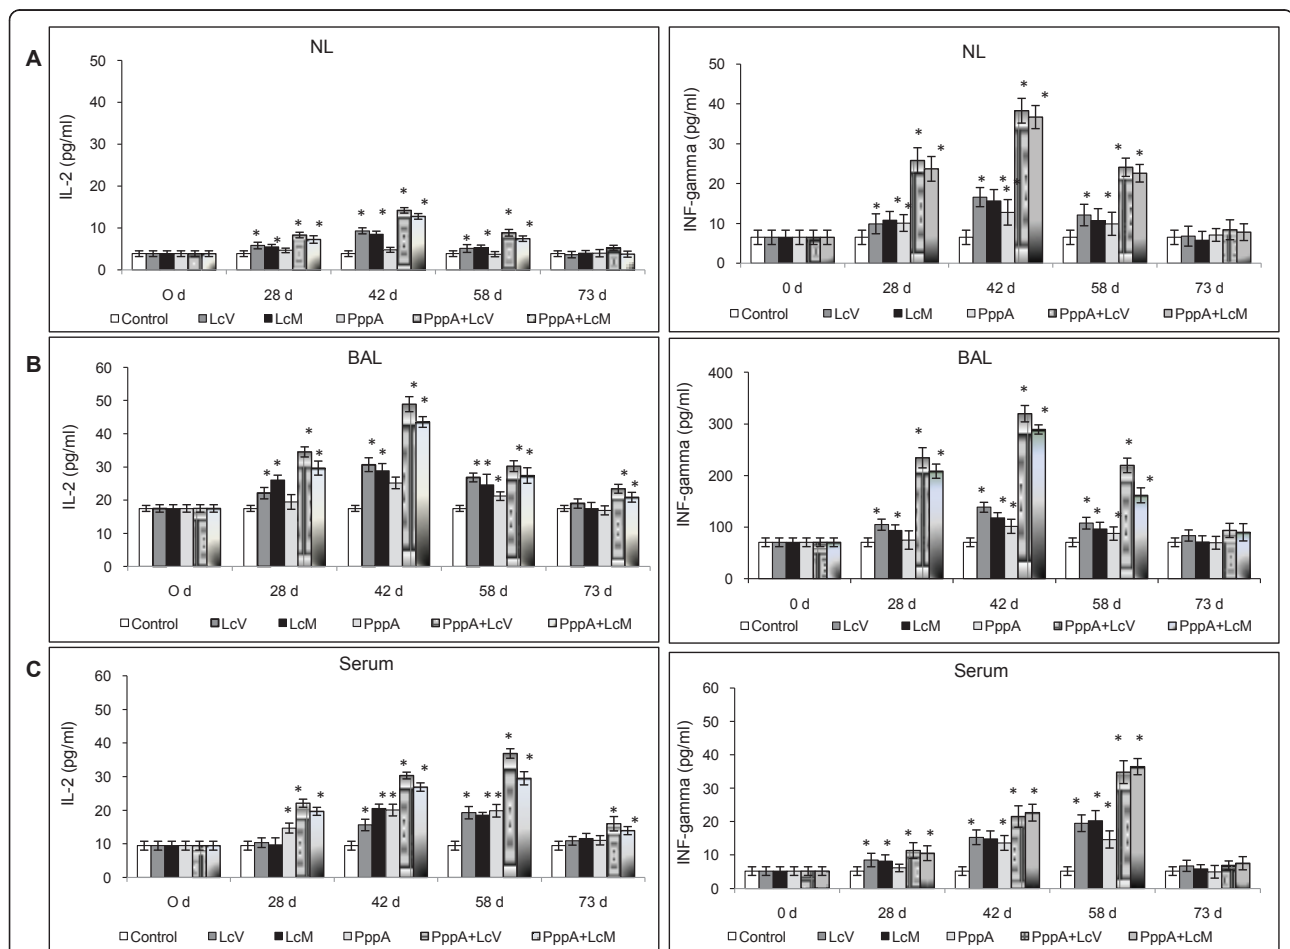 A
NL
IL-2 (pg/ml)
50
40
30
20
10
0
* * * * * * * * * * * *
O d 28 d 42 d 58 d 73 d
Control LcV LcM PppA PppA+LcV PppA+LcM
NL
INF-gamma (pg/ml)
50
40
30
20
10
0
0 d 28 d 42 d 58 d 73 d
Control LcV LcM PppA PppA+LcV PppA+LcM
B
BAL
IL-2 (pg/ml)
60
50
40
30
20
10
0
O d 28 d 42 d 58 d 73 d
Control LcV LcM PppA PppA+LcV PppA+LcM
BAL
INF-gamma (pg/ml)
400
300
200
100
0
0 d 28 d 42 d 58 d 73 d
Control LcV LcM PppA PppA+LcV PppA+LcM
C
Serum
IL-2 (pg/ml)
60
50
40
30
20
10
0
O d 28 d 42 d 58 d 73 d
Control LcV LcM PppA PppA+LcV PppA+LcM
Serum
INF-gamma (pg/ml)
60
50
40
30
20
10
0
0 d 28 d 42 d 58 d 73 d
Control LcV LcM PppA PppA+LcV PppA+LcM